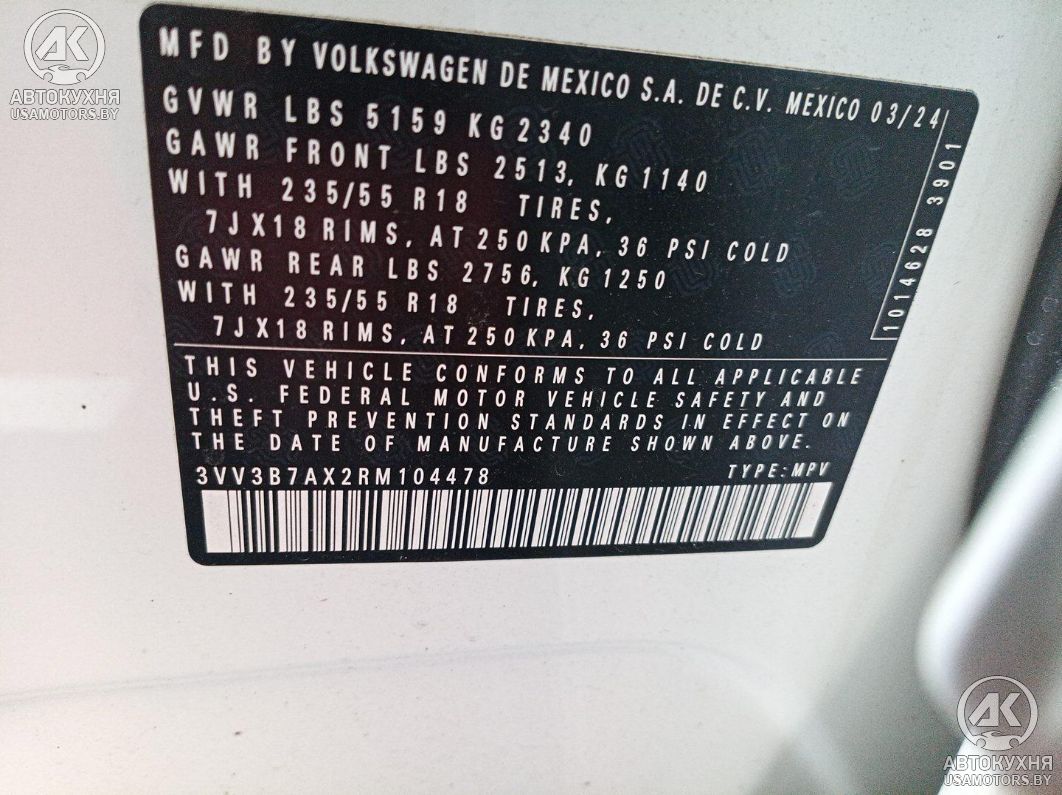 AK
АВТОКУХНЯ
USAMOTORS.BY
MFD BY VOLKSWAGEN DE MEXICO S.A. DE C.V. MEXICO 03/24
GVWR LBS 5159 KG 2340
GAWR FRONT LBS 2513, KG 1140
WITH 235/55 R18 TIRES,
7JX18 RIMS, AT 250 KPA, 36 PSI COLD
GAWR REAR LBS 2756, KG 1250
WITH 235/55 R18 TIRES,
7JX18 RIMS, AT 250 KPA, 36 PSI COLD
1014628 3901
THIS VEHICLE CONFORMS TO ALL APPLICABLE
U.S. FEDERAL MOTOR VEHICLE SAFETY AND
THEFT PREVENTION STANDARDS IN EFFECT ON
THE DATE OF MANUFACTURE SHOWN ABOVE.
3VV3B7AX2RM104478 TYPE: MPV
AK
АВТОКУХНЯ
USAMOTORS.BY